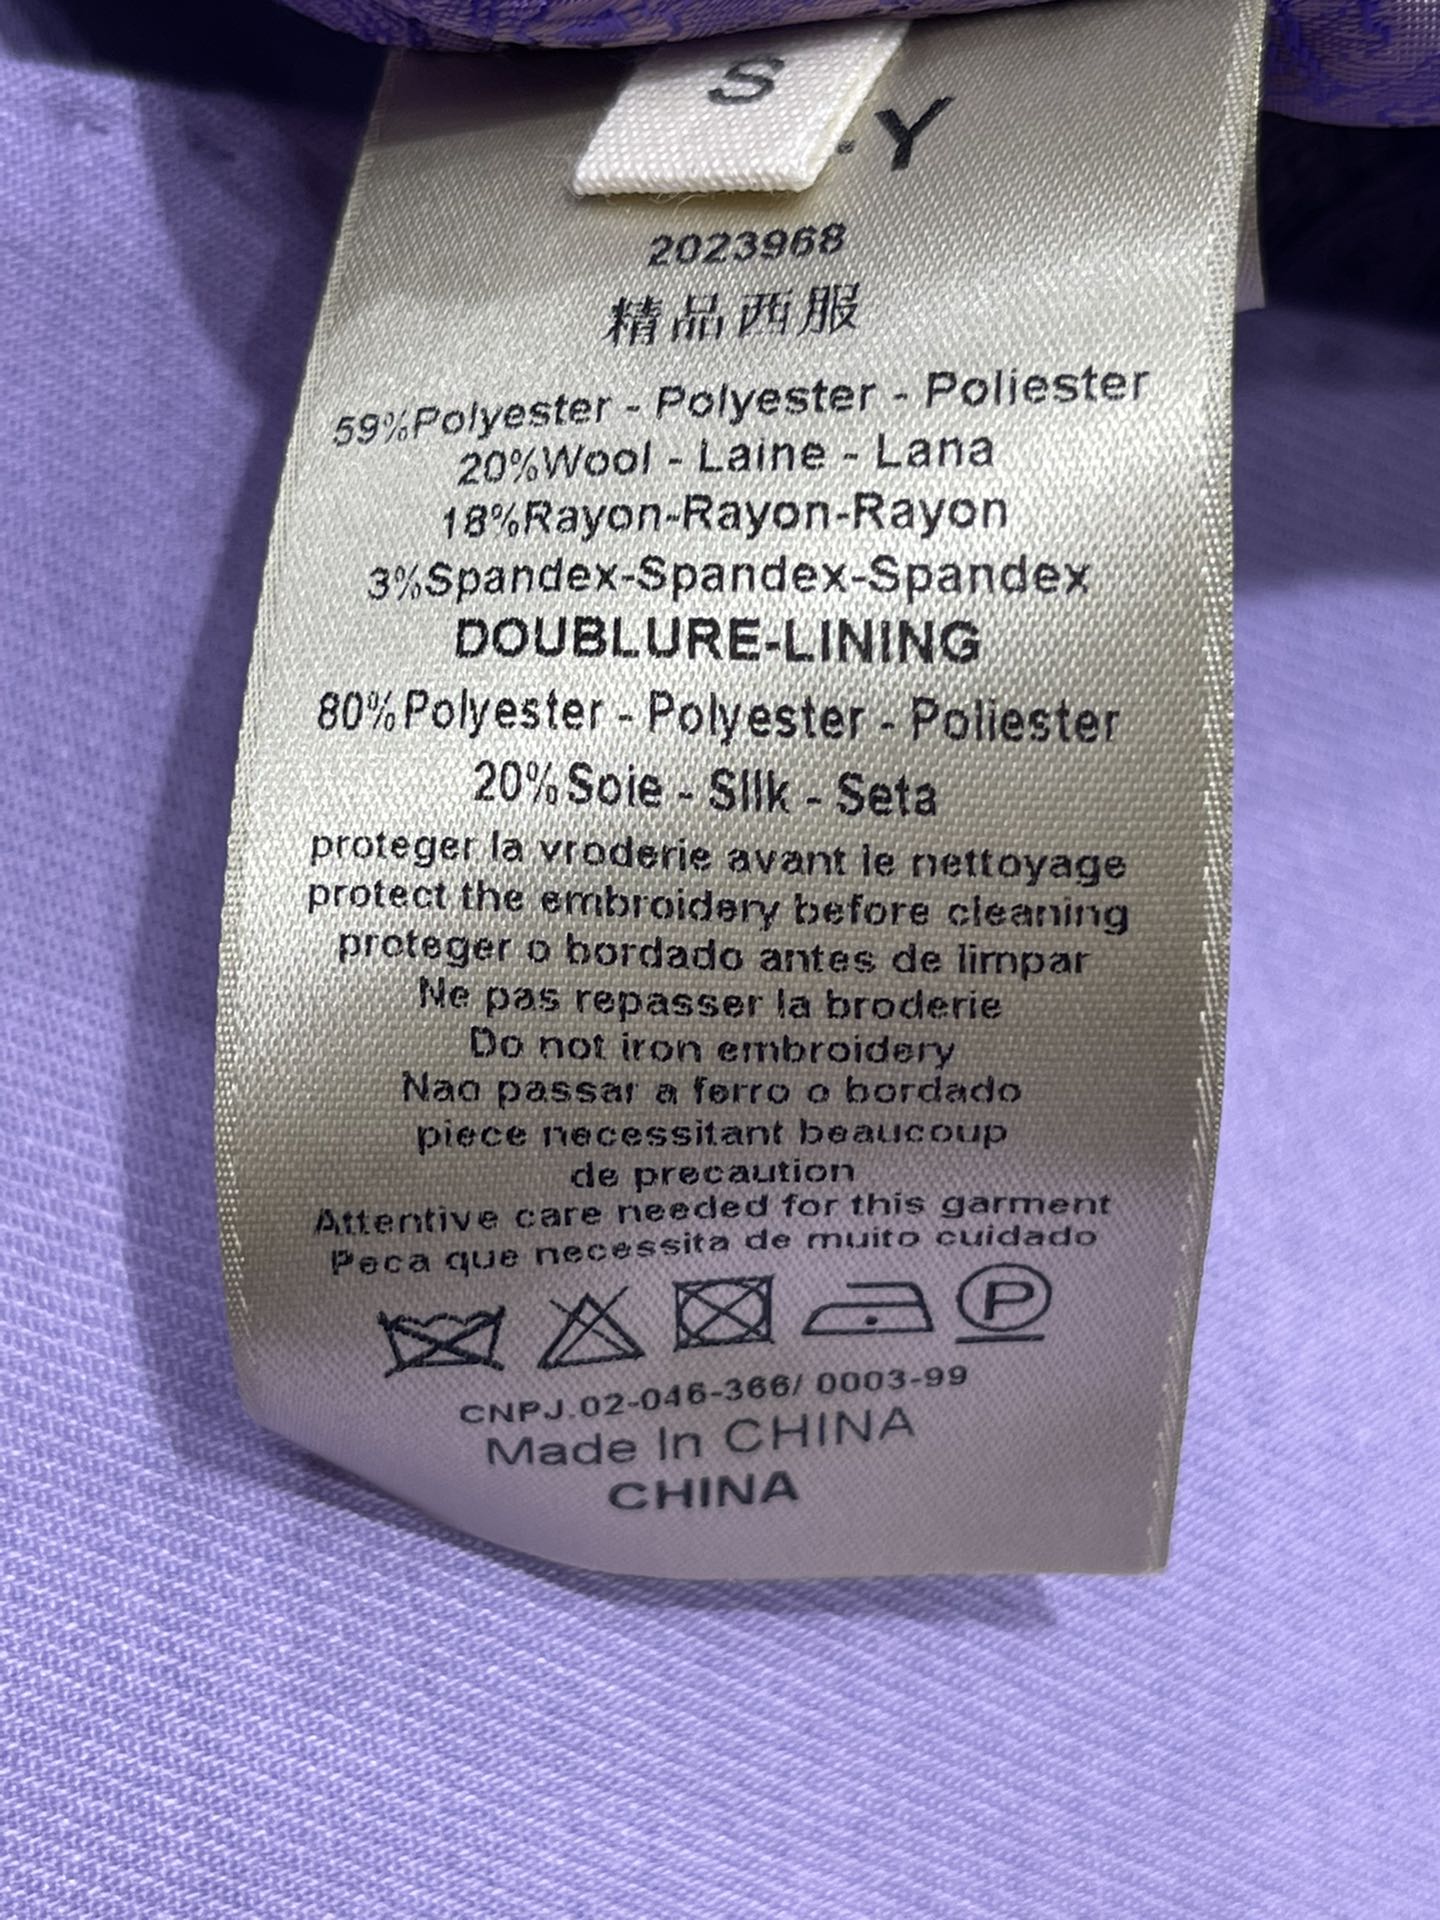 S
-Y
2023968
精品西服
59%Polyester - Polyester - Poliester
20%Wool - Laine - Lana
18%Rayon-Rayon-Rayon
3%Spandex-Spandex-Spandex
DOUBLURE-LINING
80%Polyester - Polyester - Poliester
20%Soie - Silk - Seta
proteger la vroderie avant le nettoyage
protect the embroidery before cleaning
proteger o bordado antes de limpar
Ne pas repasser la broderie
Do not iron embroidery
Nao passar a ferro o bordado
piece necessitant beaucoup
de precaution
Attentive care needed for this garment
Peca que necessita de muito cuidado
P
CNPJ.02-046-366/ 0003-99
Made In CHINA
CHINA